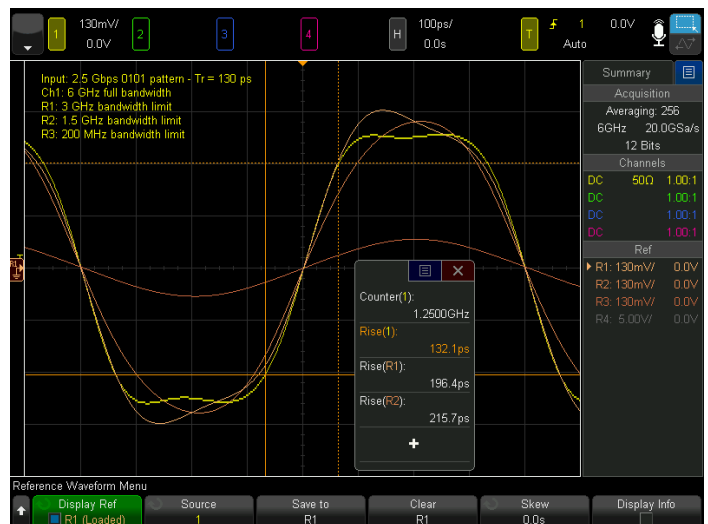 1 130mV/ 0.0V 2 3 4 H 100ps/ 0.0s T 1 0.0V Auto
Input: 2.5 Gbps 0101 pattern - Tr = 130 ps
Ch1: 6 GHz full bandwidth
R1: 3 GHz bandwidth limit
R2: 1.5 GHz bandwidth limit
R3: 200 MHz bandwidth limit
R1
Counter(1):
1.2500GHz
Rise(1):
132.1ps
Rise(R1):
196.4ps
Rise(R2):
215.7ps
Summary
Acquisition
Averaging: 256
6GHz 20.0GSa/s
12 Bits
Channels
DC 50Ω 1.00:1
DC 1.00:1
DC 1.00:1
DC 1.00:1
Ref
R1: 130mV/ 0.0V
R2: 130mV/ 0.0V
R3: 130mV/ 0.0V
R4: 5.00V/ 0.0V
Reference Waveform Menu
Display Ref Source Save to Clear Skew Display Info
R1 (Loaded) 1 R1 R1 0.0s